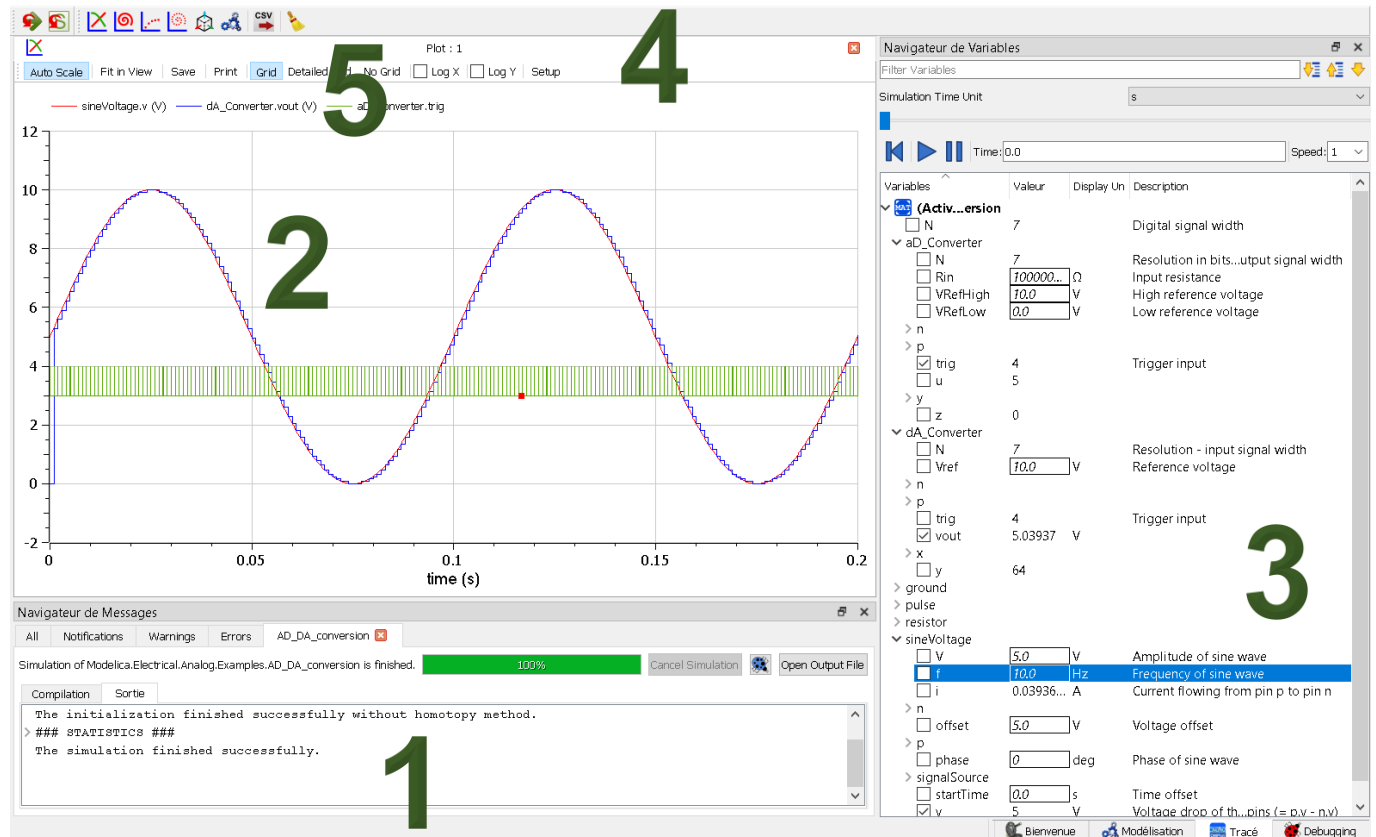 CSV
4
Plot : 1
5
Auto Scale Fit in View Save Print Grid Detailed No Grid Log X Log Y Setup
sineVoltage.v (V) dA_Converter.vout (V) aD_Converter.trig
12
10
8
6
4
2
0
-2
0 0.05 0.1 0.15 0.2
time (s)
2
Navigateur de Messages
All Notifications Warnings Errors AD_DA_conversion
Simulation of Modelica.Electrical.Analog.Examples.AD_DA_conversion is finished. 100% Cancel Simulation Open Output File
Compilation Sortie
The initialization finished successfully without homotopy method.
### STATISTICS ###
The simulation finished successfully.
1
Navigateur de Variables
Filter Variables
Simulation Time Unit s
Time: 0.0 Speed: 1
Variables Valeur Display Un Description
MAT (Activ...ersion
N 7 Digital signal width
aD_Converter
N 7 Resolution in bits...utput signal width
Rin 100000... Ω Input resistance
VRefHigh 10.0 V High reference voltage
VRefLow 0.0 V Low reference voltage
n
p
trig 4 Trigger input
u 5
y
z 0
dA_Converter
N 7 Resolution - input signal width
Vref 10.0 V Reference voltage
n
p
trig 4 Trigger input
vout 5.03937 V
x
y 64
3
ground
pulse
resistor
sineVoltage
V 5.0 V Amplitude of sine wave
f 10.0 Hz Frequency of sine wave
i 0.03936... A Current flowing from pin p to pin n
n
offset 5.0 V Voltage offset
p
phase 0 deg Phase of sine wave
signalSource
startTime 0.0 s Time offset
v 5 V Voltage drop of th...pins (= p.v - n.v)
Bienvenue Modélisation Tracé Debugging